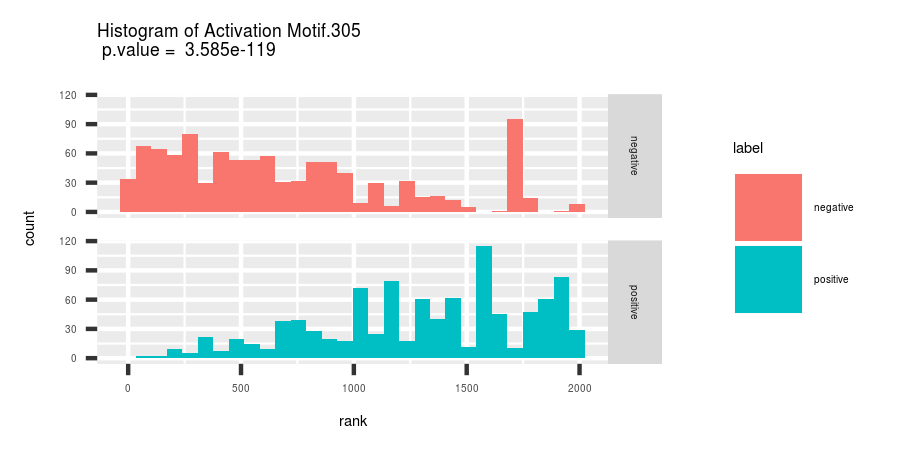 Histogram of Activation Motif.305
p.value = 3.585e-119
count
120
90
60
30
0
negative
120
90
60
30
0
positive
0 500 1000 1500 2000
rank
label
negative
positive